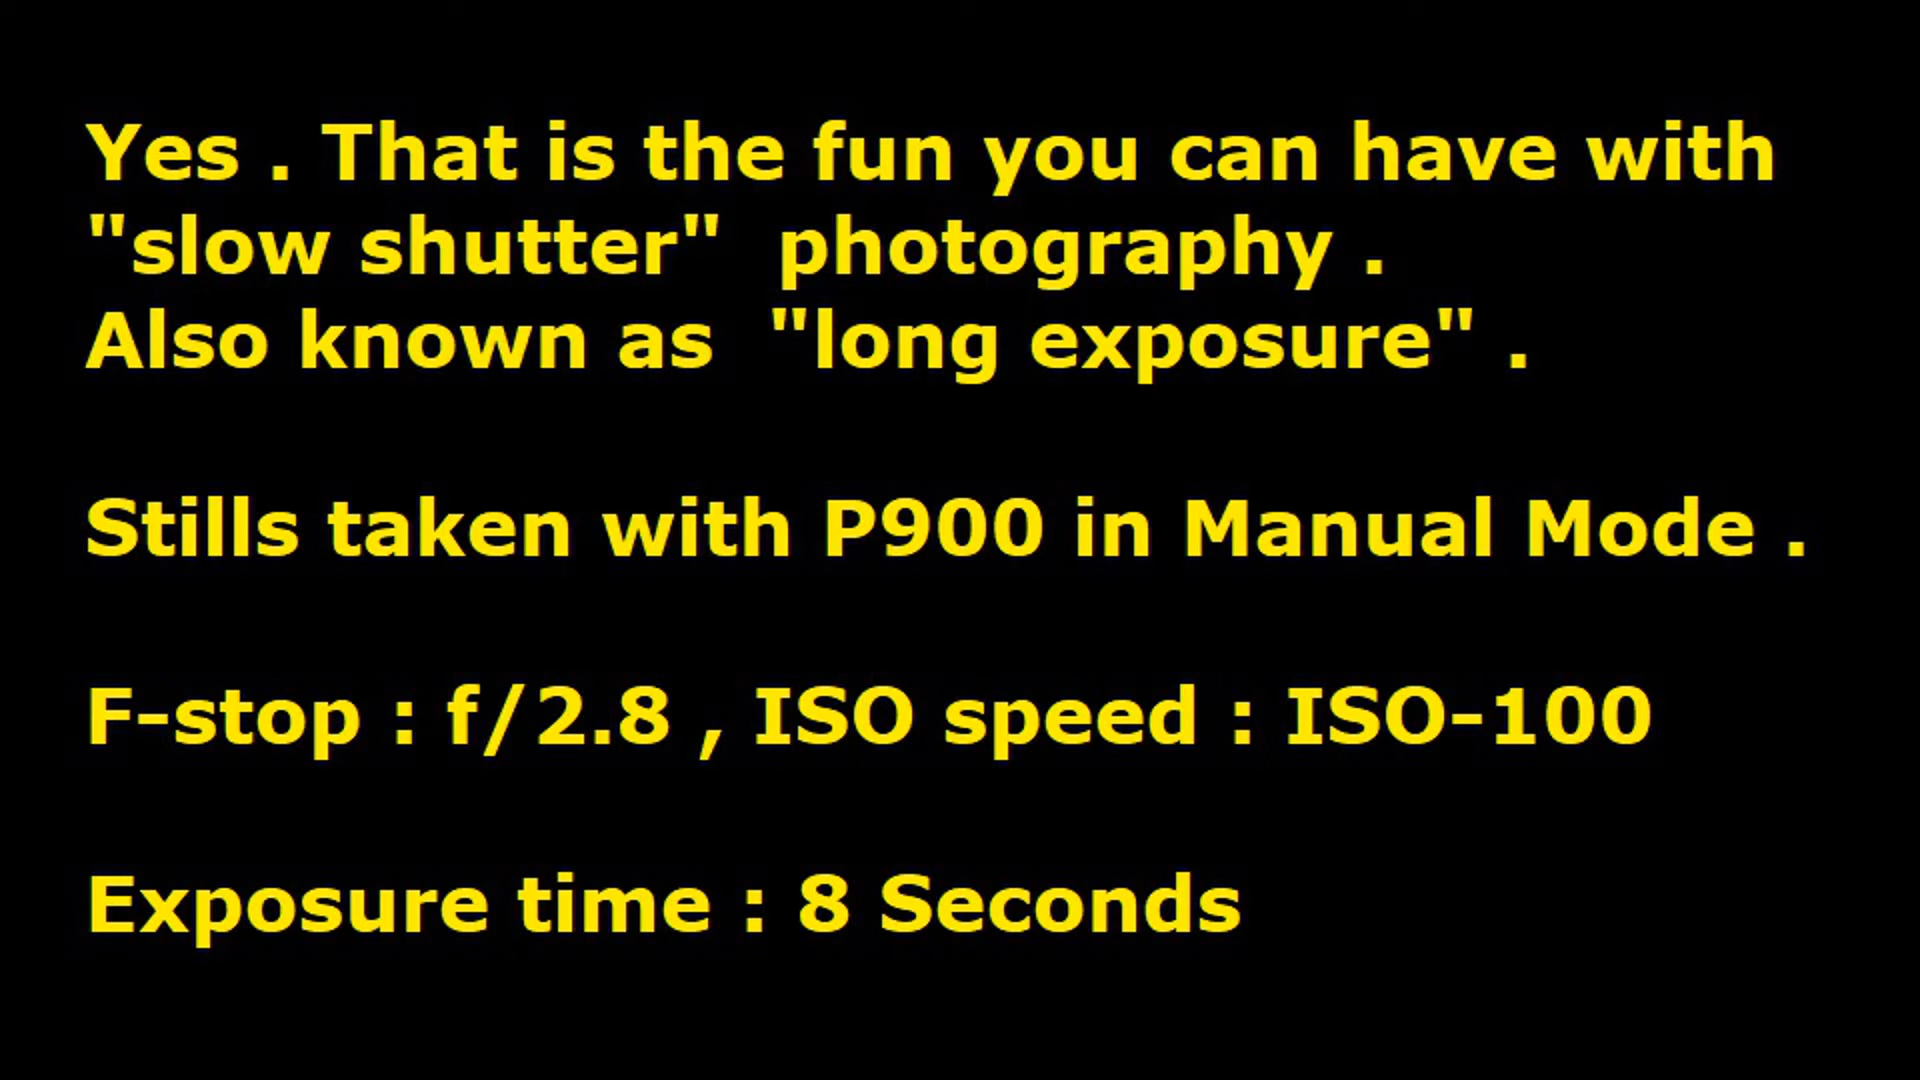 Yes . That is the fun you can have with
"slow shutter"  photography .
Also known as  "long exposure" .
Stills taken with P900 in Manual Mode .
F-stop : f/2.8 , ISO speed : ISO-100
Exposure time : 8 Seconds